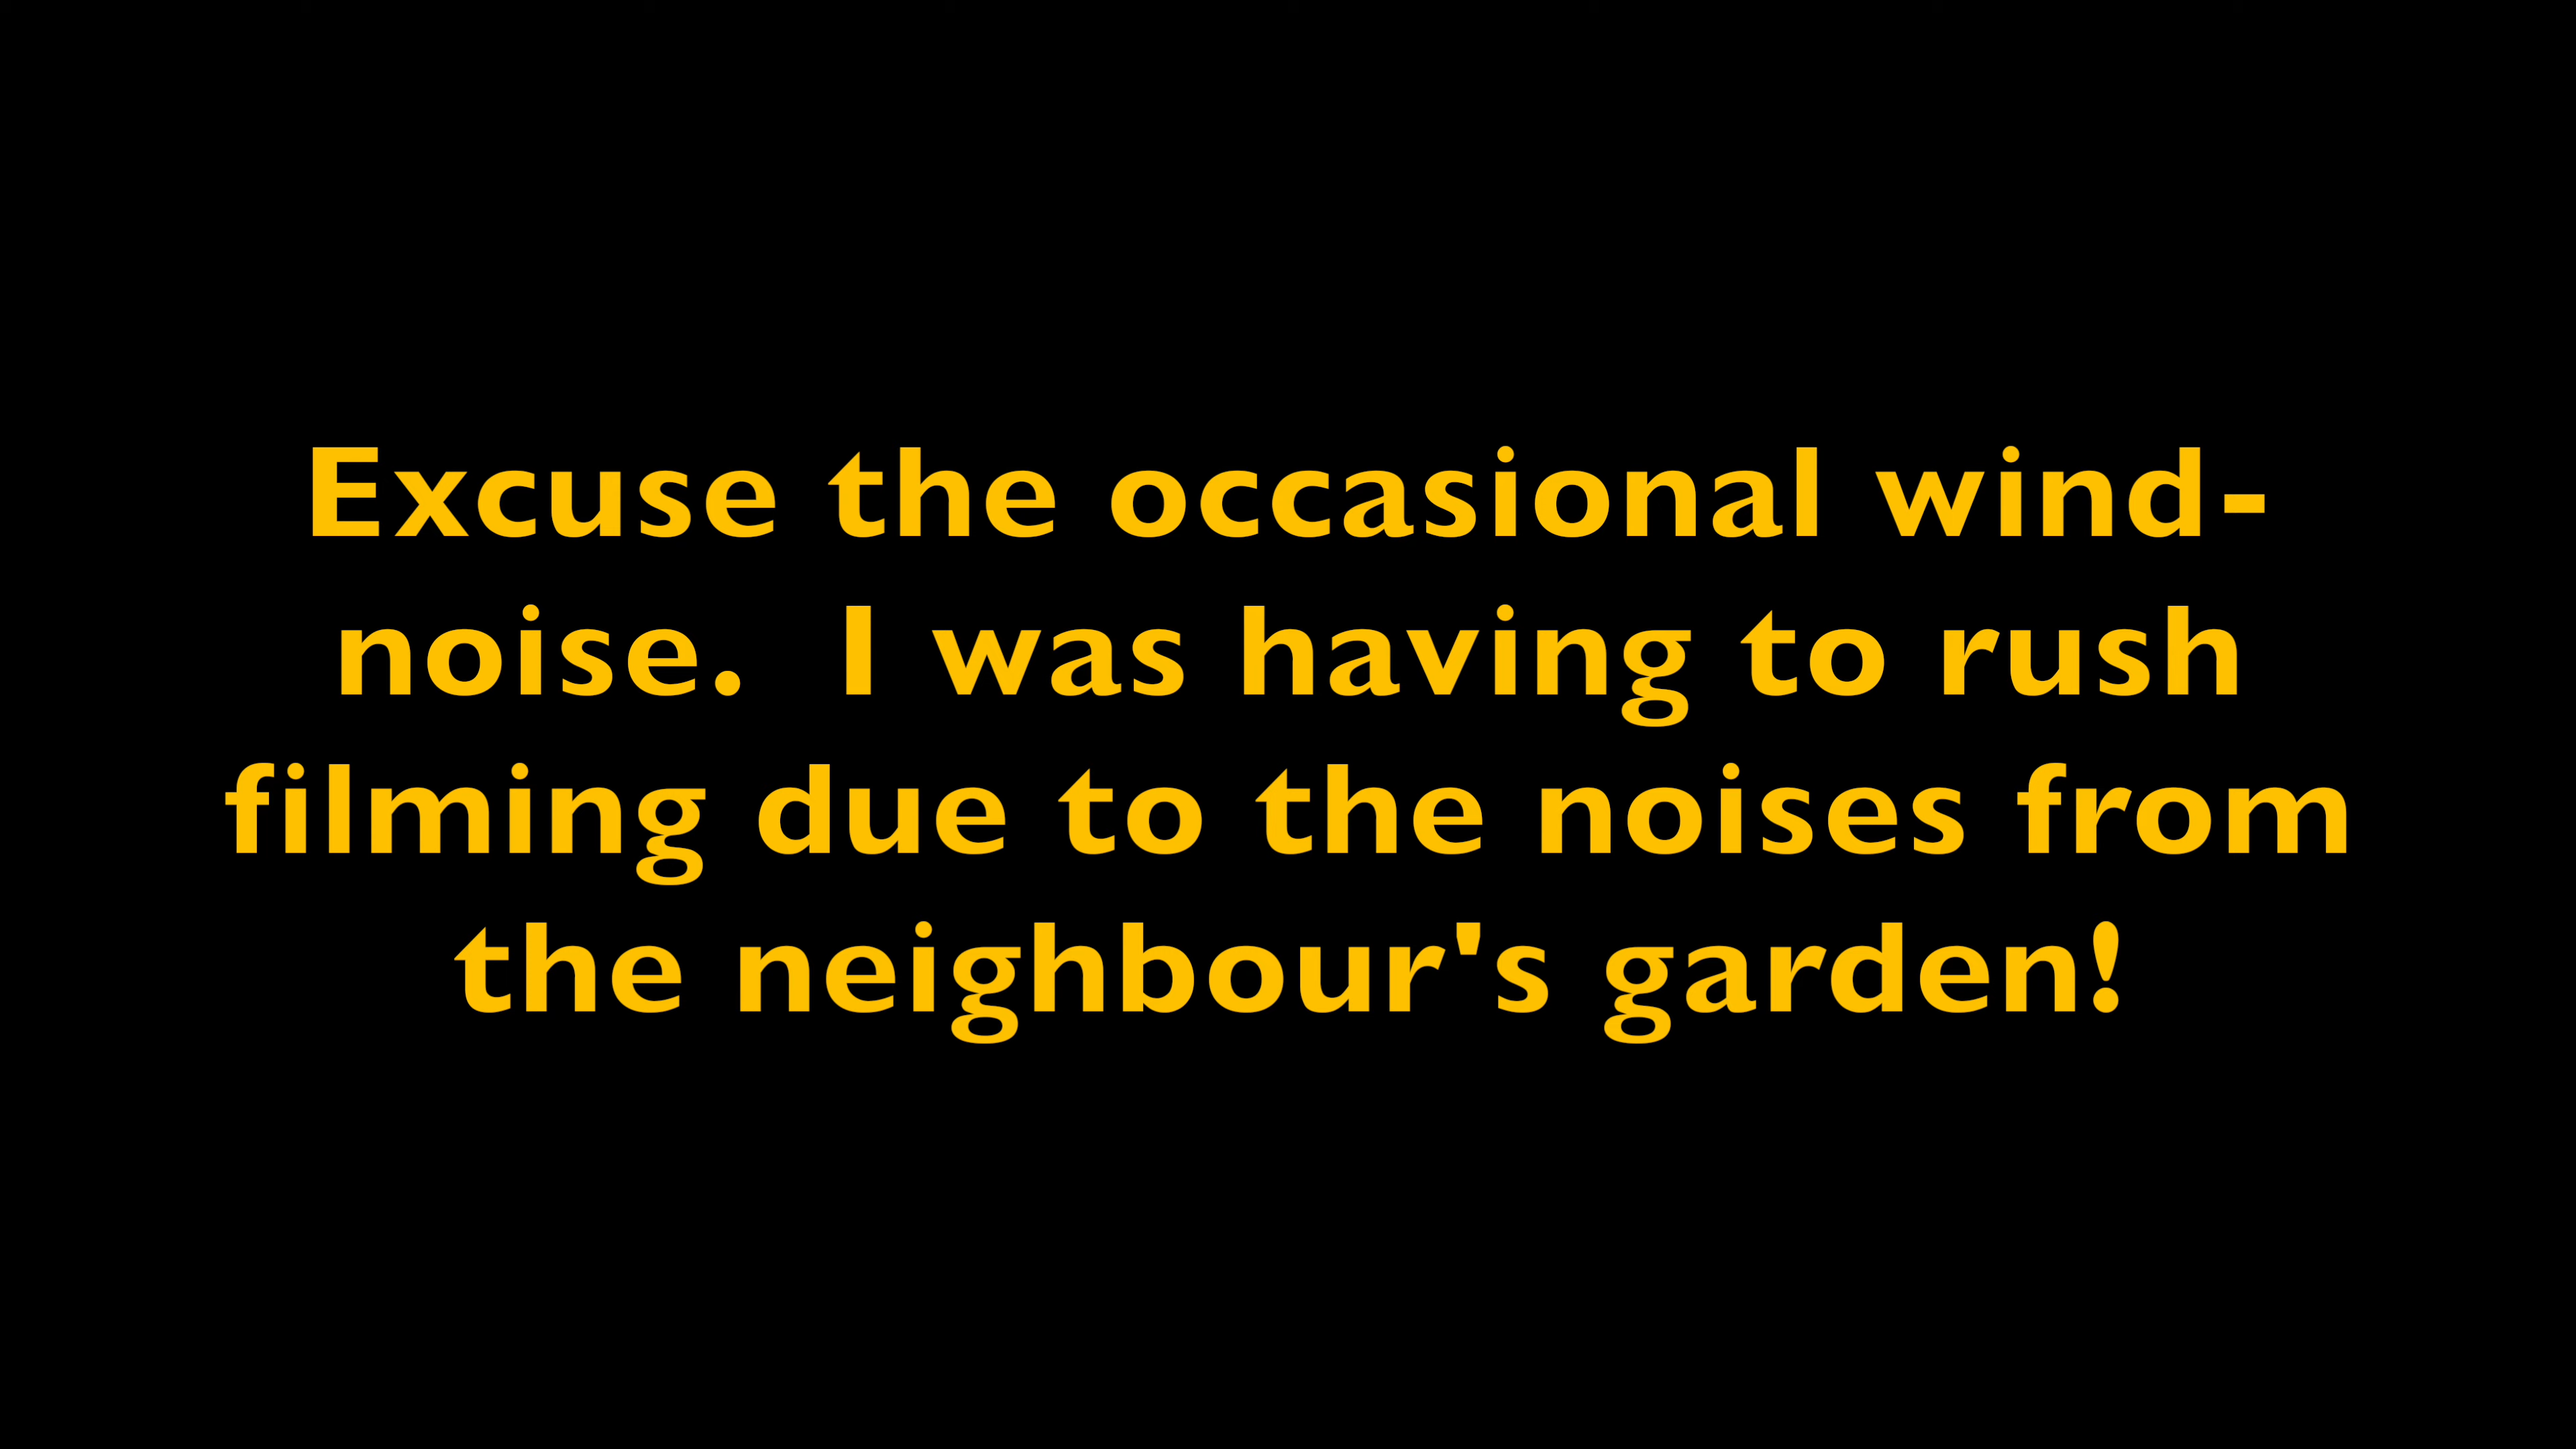 Excuse the occasional wind-
noise.  I was having to rush
filming due to the noises from
the neighbour's garden!